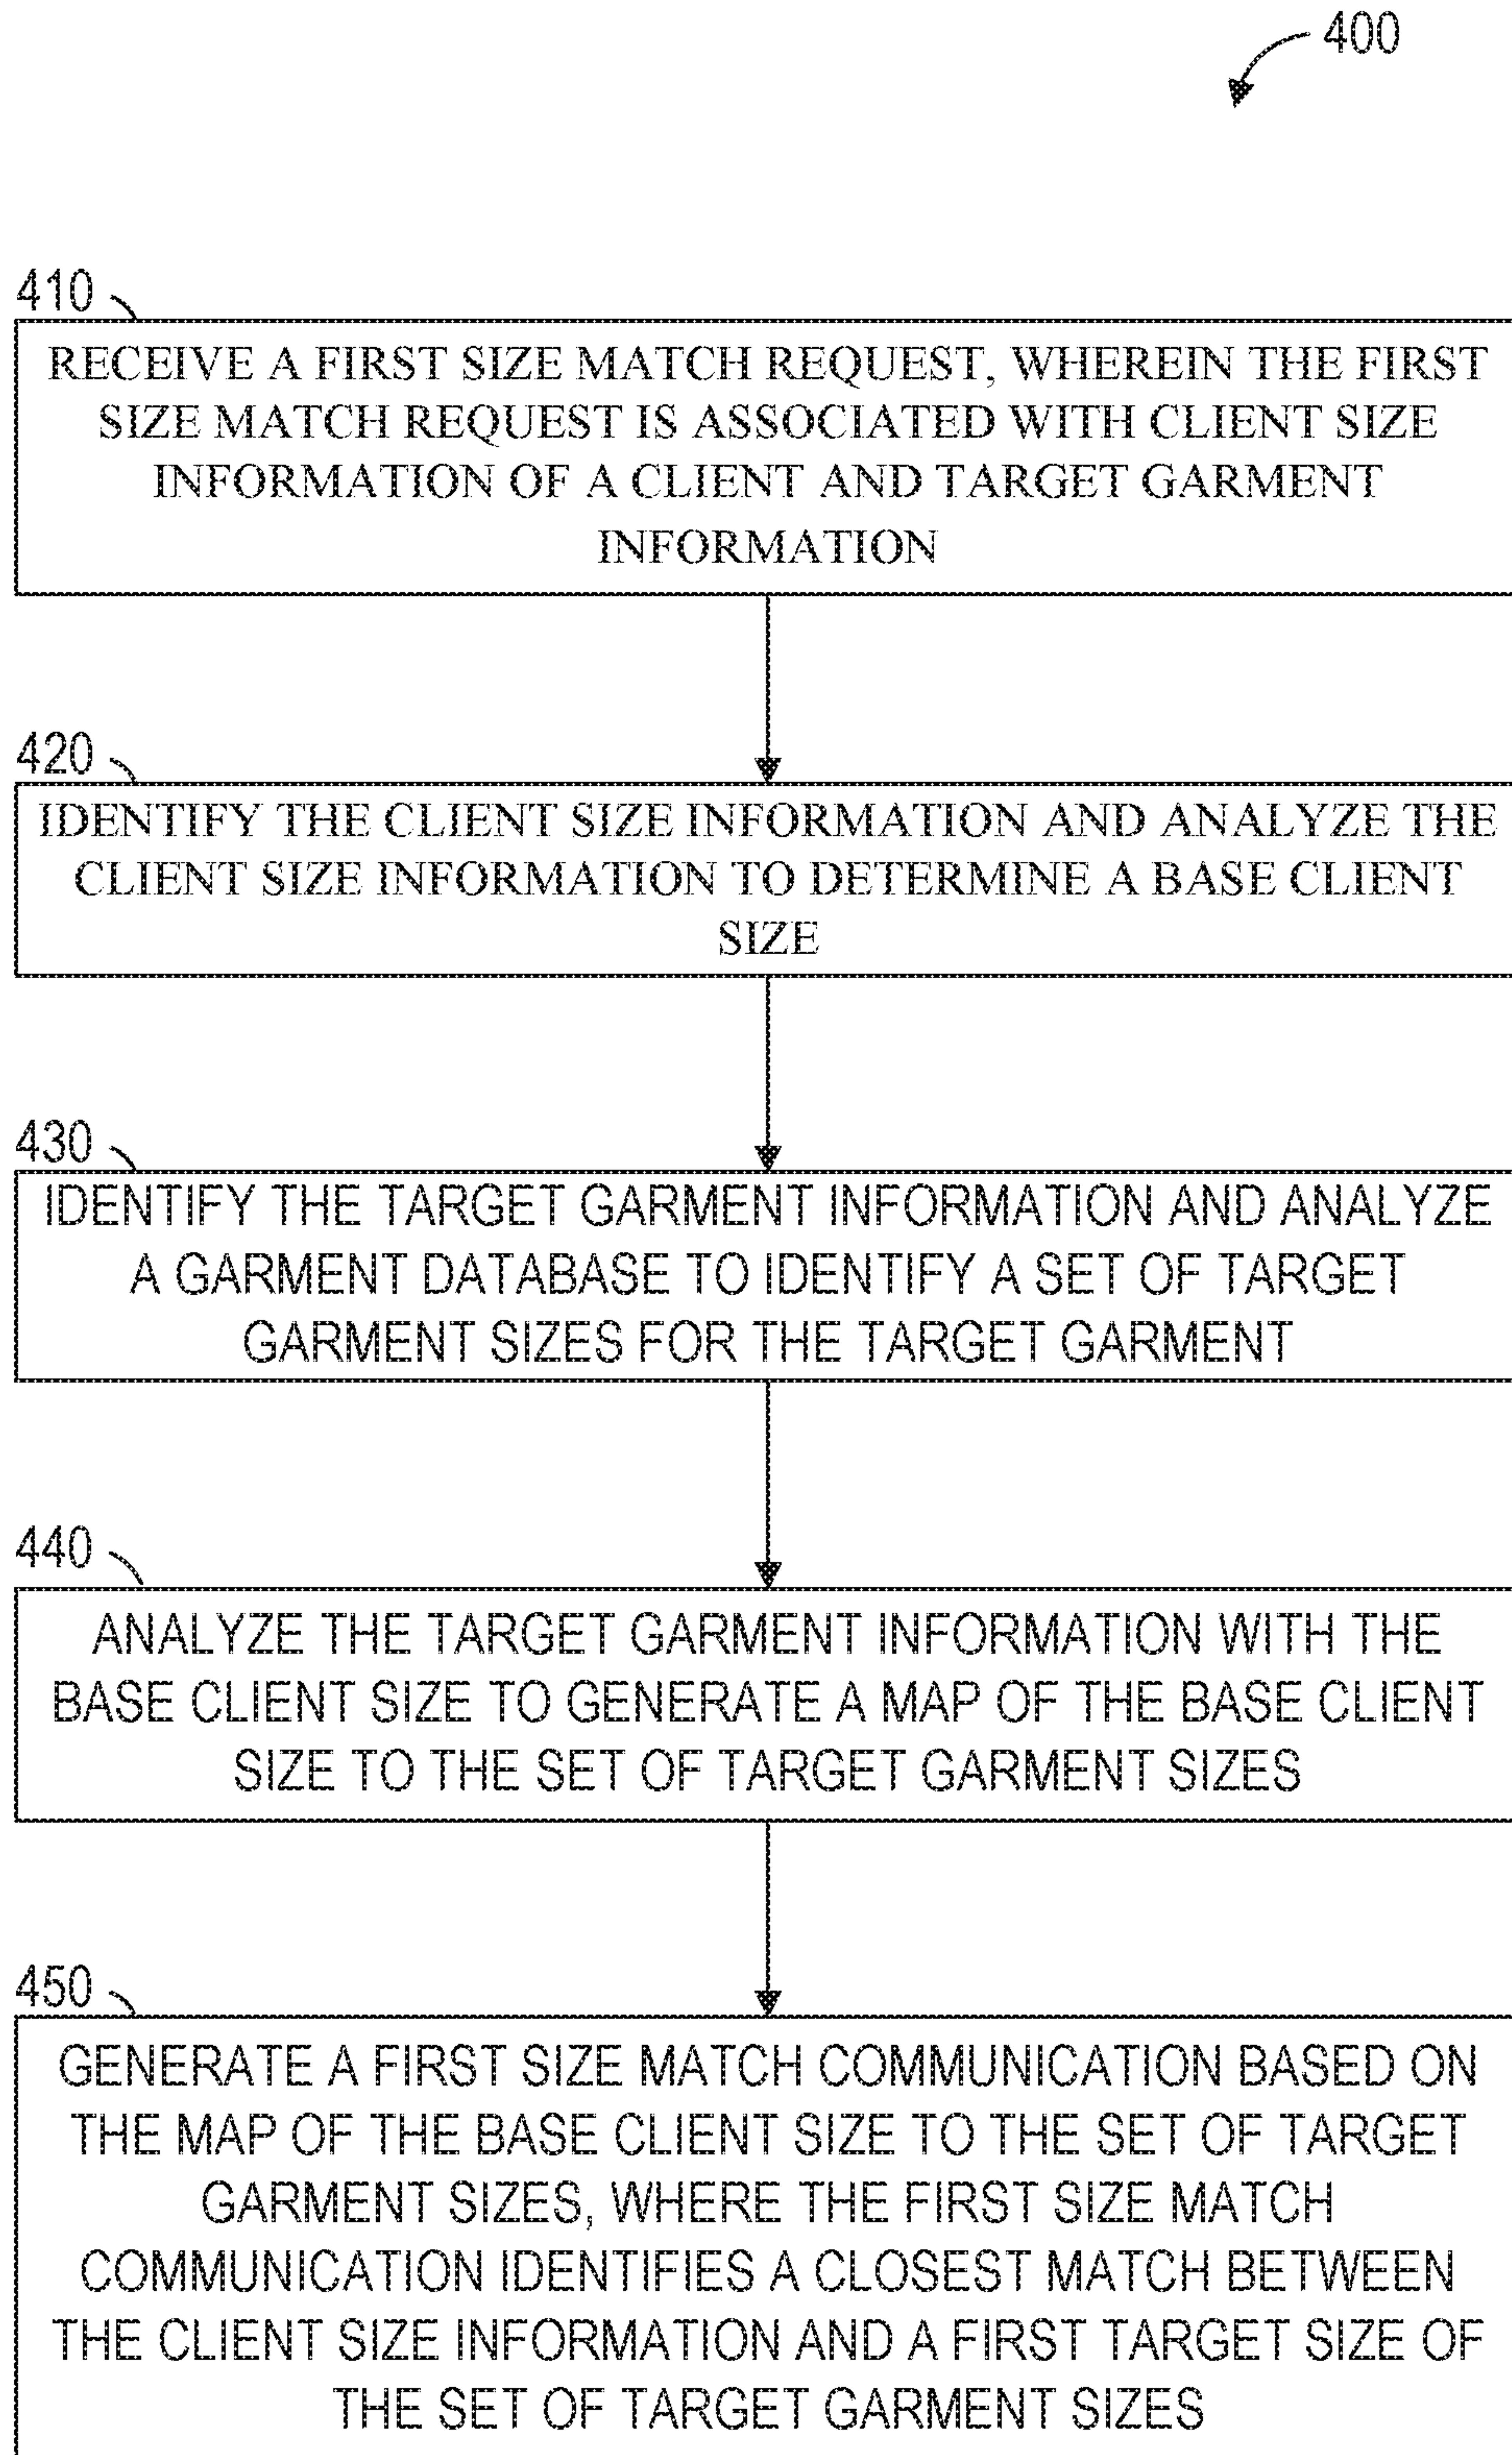 400
410
RECEIVE A FIRST SIZE MATCH REQUEST, WHEREIN THE FIRST
SIZE MATCH REQUEST IS ASSOCIATED WITH CLIENT SIZE
INFORMATION OF A CLIENT AND TARGET GARMENT
INFORMATION
420
IDENTIFY THE CLIENT SIZE INFORMATION AND ANALYZE THE
CLIENT SIZE INFORMATION TO DETERMINE A BASE CLIENT
SIZE
430
IDENTIFY THE TARGET GARMENT INFORMATION AND ANALYZE
A GARMENT DATABASE TO IDENTIFY A SET OF TARGET
GARMENT SIZES FOR THE TARGET GARMENT
440
ANALYZE THE TARGET GARMENT INFORMATION WITH THE
BASE CLIENT SIZE TO GENERATE A MAP OF THE BASE CLIENT
SIZE TO THE SET OF TARGET GARMENT SIZES
450
GENERATE A FIRST SIZE MATCH COMMUNICATION BASED ON
THE MAP OF THE BASE CLIENT SIZE TO THE SET OF TARGET
GARMENT SIZES, WHERE THE FIRST SIZE MATCH
COMMUNICATION IDENTIFIES A CLOSEST MATCH BETWEEN
THE CLIENT SIZE INFORMATION AND A FIRST TARGET SIZE OF
THE SET OF TARGET GARMENT SIZES